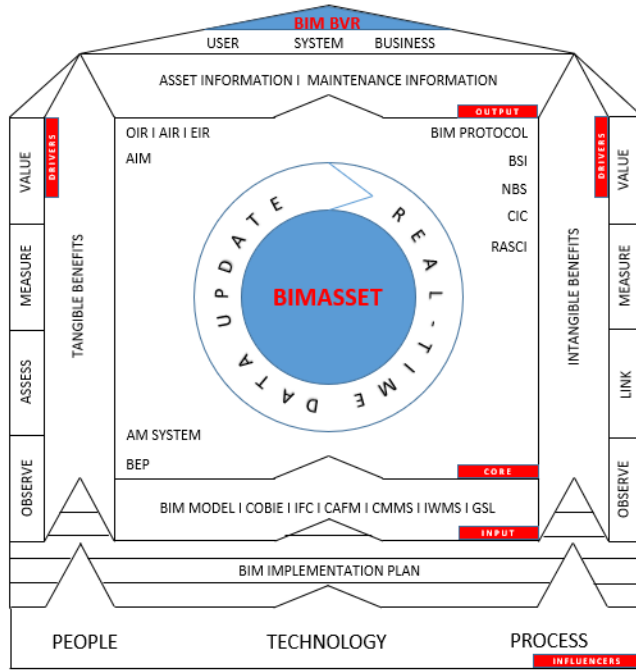 BIM BVR
USER SYSTEM BUSINESS
ASSET INFORMATION I MAINTENANCE INFORMATION
OUTPUT
OIR I AIR I EIR
AIM
BIM PROTOCOL
BSI
NBS
CIC
RASCI
DRIVERS
VALUE
MEASURE
ASSESS
OBSERVE
TANGIBLE BENEFITS
REAL-TIME DATA UPDATE
BIMASSET
INTANGIBLE BENEFITS
DRIVERS
VALUE
MEASURE
LINK
OBSERVE
AM SYSTEM
BEP
CORE
BIM MODEL I COBIE I IFC I CAFM I CMMS I IWMS I GSL
INPUT
BIM IMPLEMENTATION PLAN
PEOPLE TECHNOLOGY PROCESS
INFLUENCERS